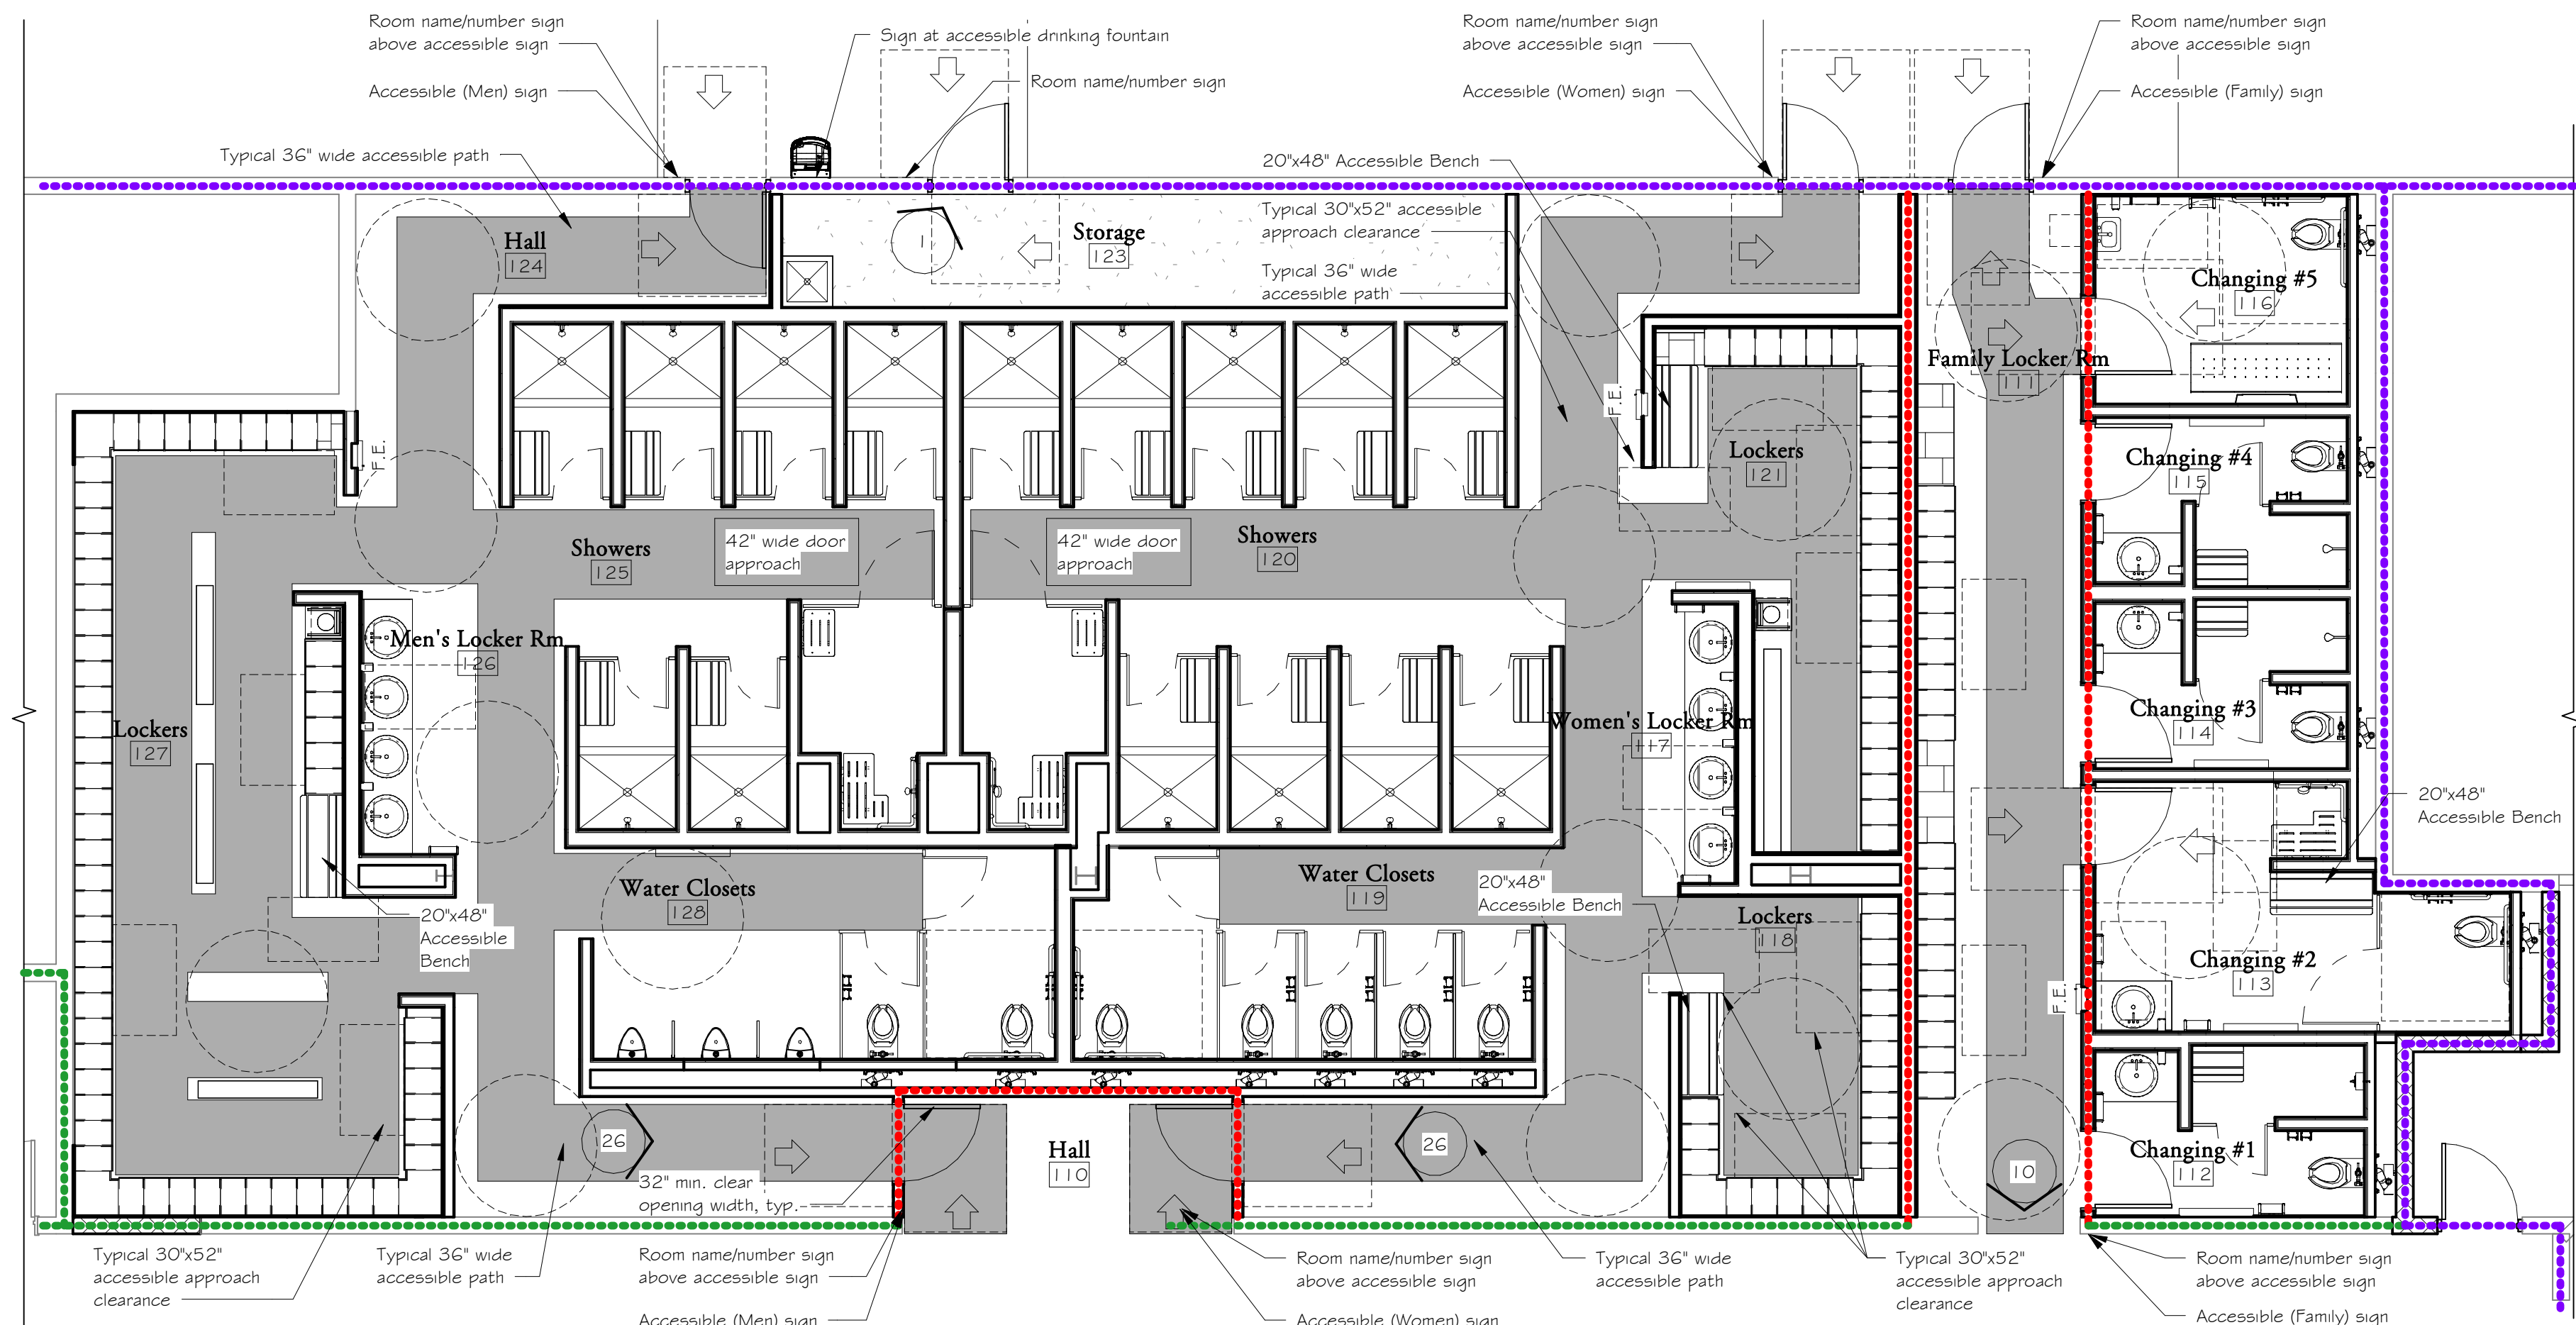 Room name/number sign
above accessible sign
Accessible (Men) sign
Sign at accessible drinking fountain
Room name/number sign
Room name/number sign
above accessible sign
Accessible (Women) sign
Room name/number sign
above accessible sign
Accessible (Family) sign
Typical 36" wide accessible path
20"x48" Accessible Bench
Typical 30"x52" accessible
approach clearance
Typical 36" wide
accessible path
Hall
124
1
Storage
123
Changing #5
116
Family Locker Rm
111
F.E.
F.E.
Lockers
121
Changing #4
115
Showers
125
42" wide door
approach
42" wide door
approach
Showers
120
Men's Locker Rm
126
Lockers
127
Women's Locker Rm
117
Changing #3
114
20"x48"
Accessible Bench
Water Closets
128
Water Closets
119
20"x48"
Accessible Bench
Lockers
118
20"x48"
Accessible
Bench
Changing #2
113
F.E.
26
Hall
110
26
10
Changing #1
112
32" min. clear
opening width, typ.
Typical 30"x52"
accessible approach
clearance
Typical 36" wide
accessible path
Room name/number sign
above accessible sign
Accessible (Men) sign
Room name/number sign
above accessible sign
Accessible (Women) sign
Typical 36" wide
accessible path
Typical 30"x52"
accessible approach
clearance
Room name/number sign
above accessible sign
Accessible (Family) sign